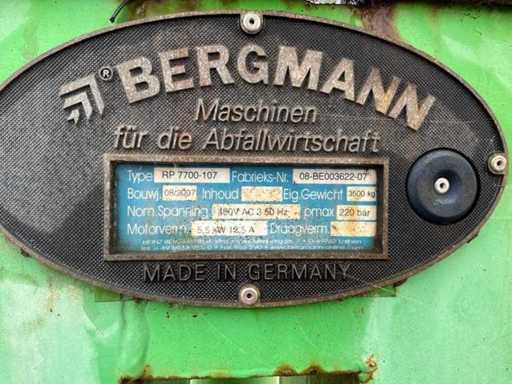 ® BERGMANN
Maschinen
für die Abfallwirtschaft
Type RP 7700-107 Fabrieks-Nr. 08-BE003622-07
Bouwj. 08/2007 Inhoud Eig.Gewicht 3500 kg
Nom.Spanning 480V AC 3 50 Hz pmax 220 bar
Motorverm. 5,5 kW 12,5 A Draagverm.
MADE IN GERMANY